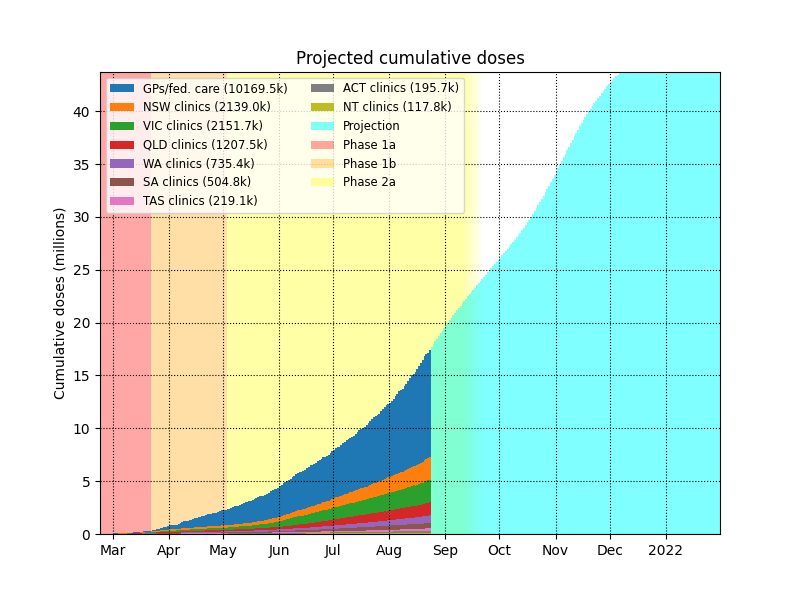 Projected cumulative doses
GPs/fed. care (10169.5k)
NSW clinics (2139.0k)
VIC clinics (2151.7k)
QLD clinics (1207.5k)
WA clinics (735.4k)
SA clinics (504.8k)
TAS clinics (219.1k)
ACT clinics (195.7k)
NT clinics (117.8k)
Projection
Phase 1a
Phase 1b
Phase 2a
Cumulative doses (millions)
40
35
30
25
20
15
10
5
0
Mar Apr May Jun Jul Aug Sep Oct Nov Dec 2022